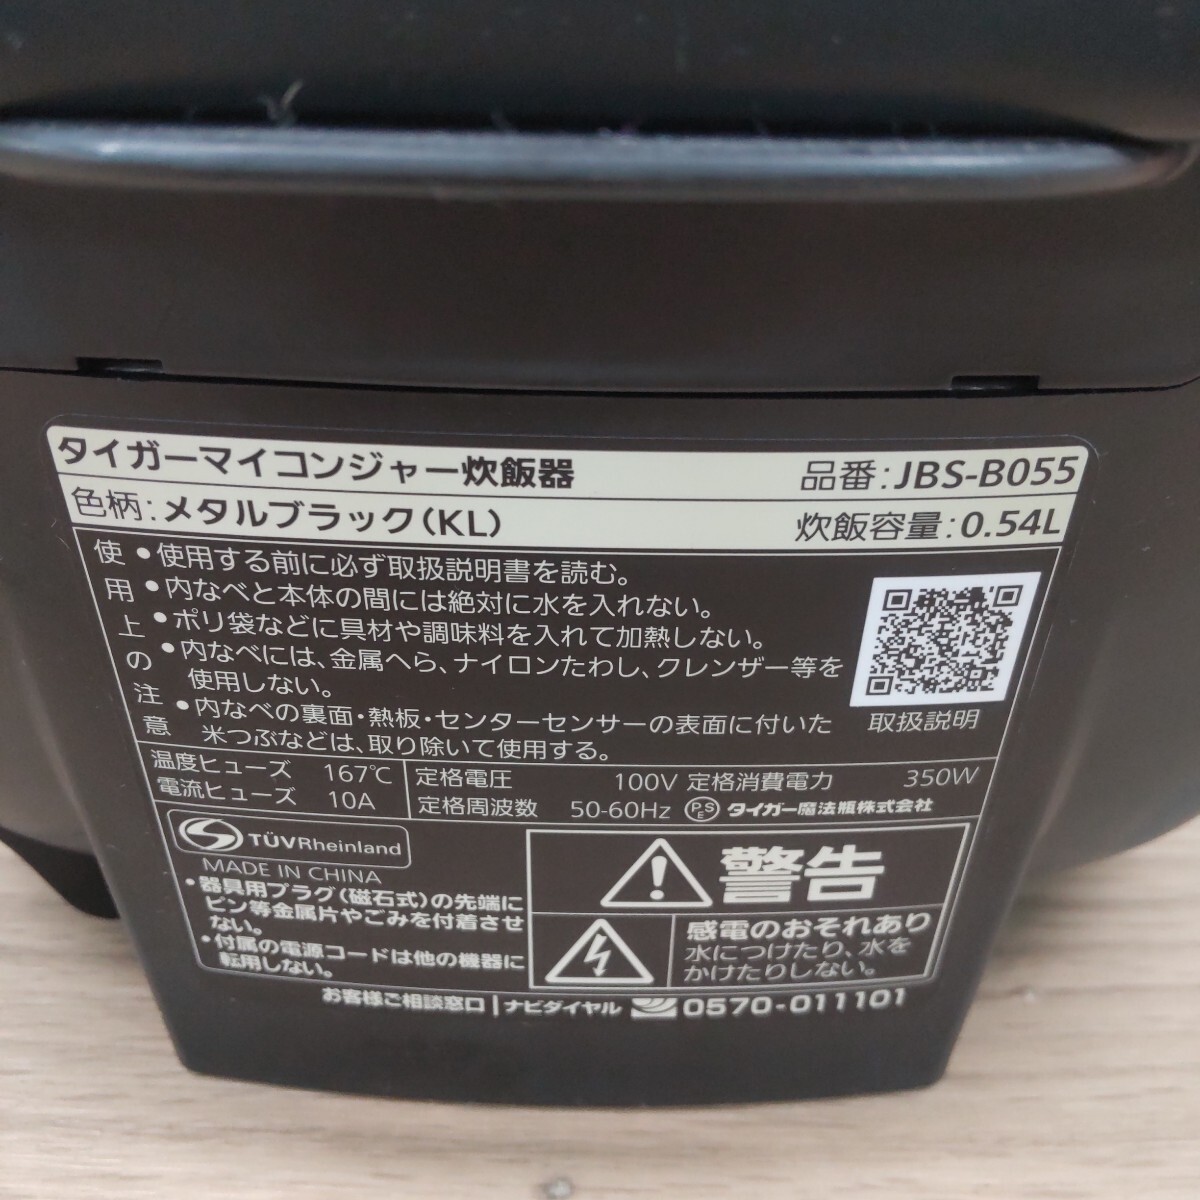 タイガーマイコンジャー炊飯器
品番:JBS-B055
色柄:メタルブラック(KL)
炊飯容量:0.54L
使用上の注意
•使用する前に必ず取扱説明書を読む。
•内なべと本体の間には絶対に水を入れない。
•ポリ袋などに具材や調味料を入れて加熱しない。
•内なべには、金属へら、ナイロンたわし、クレンザー等を
使用しない。
•内なべの裏面・熱板・センターセンサーの表面に付いた
米つぶなどは、取り除いて使用する。
取扱説明
温度ヒューズ 167℃
電流ヒューズ 10A
定格電圧 100V 定格消費電力 350W
定格周波数 50-60Hz PSE タイガー魔法瓶株式会社
TÜVRheinland
MADE IN CHINA
•器具用プラグ(磁石式)の先端に
ピン等金属片やごみを付着させ
ない。
•付属の電源コードは他の機器に
転用しない。
警告
感電のおそれあり
水につけたり、水を
かけたりしない。
お客様ご相談窓口|ナビダイヤル 0570-011101